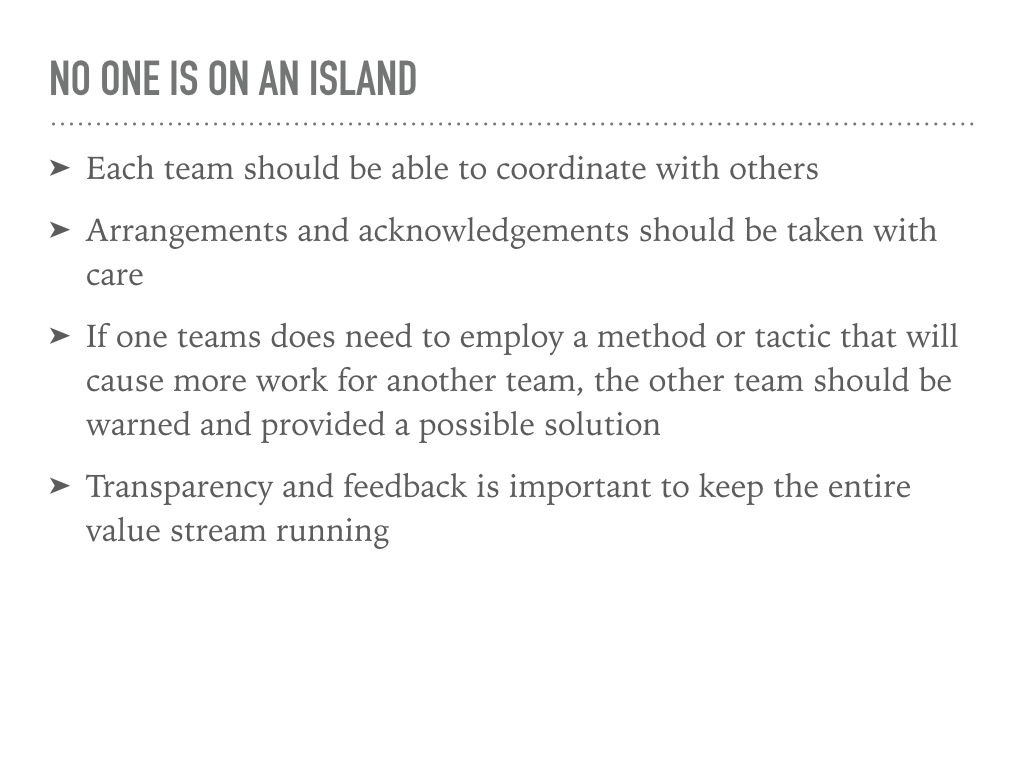 NO ONE IS ON AN ISLAND
➤ Each team should be able to coordinate with others
➤ Arrangements and acknowledgements should be taken with
care
➤ If one teams does need to employ a method or tactic that will
cause more work for another team, the other team should be
warned and provided a possible solution
➤ Transparency and feedback is important to keep the entire
value stream running